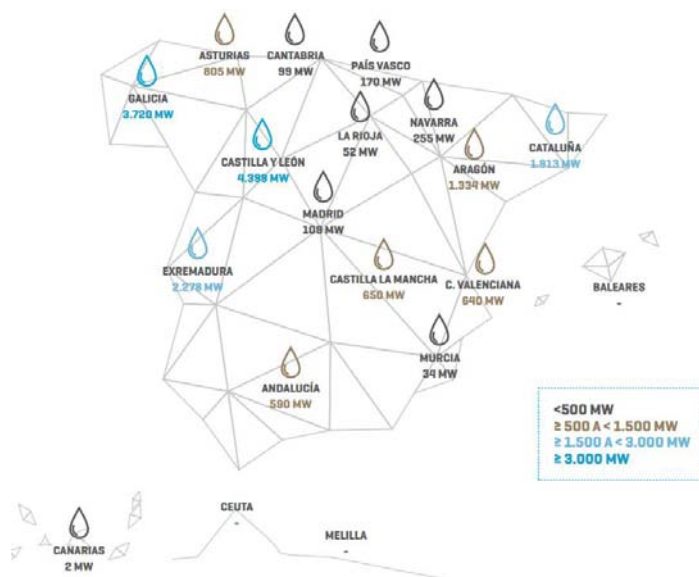 ASTURIAS
805 MW
CANTABRIA
99 MW
PAÍS VASCO
170 MW
GALICIA
3.720 MW
NAVARRA
255 MW
LA RIOJA
52 MW
CATALUÑA
1.913 MW
CASTILLA Y LEÓN
4.399 MW
ARAGÓN
1.334 MW
MADRID
109 MW
EXREMADURA
2.278 MW
CASTILLA LA MANCHA
650 MW
C. VALENCIANA
640 MW
BALEARES
-
MURCIA
34 MW
ANDALUCÍA
590 MW
<500 MW
≥ 500 A < 1.500 MW
≥ 1.500 A < 3.000 MW
≥ 3.000 MW
CEUTA
-
MELILLA
-
CANARIAS
2 MW